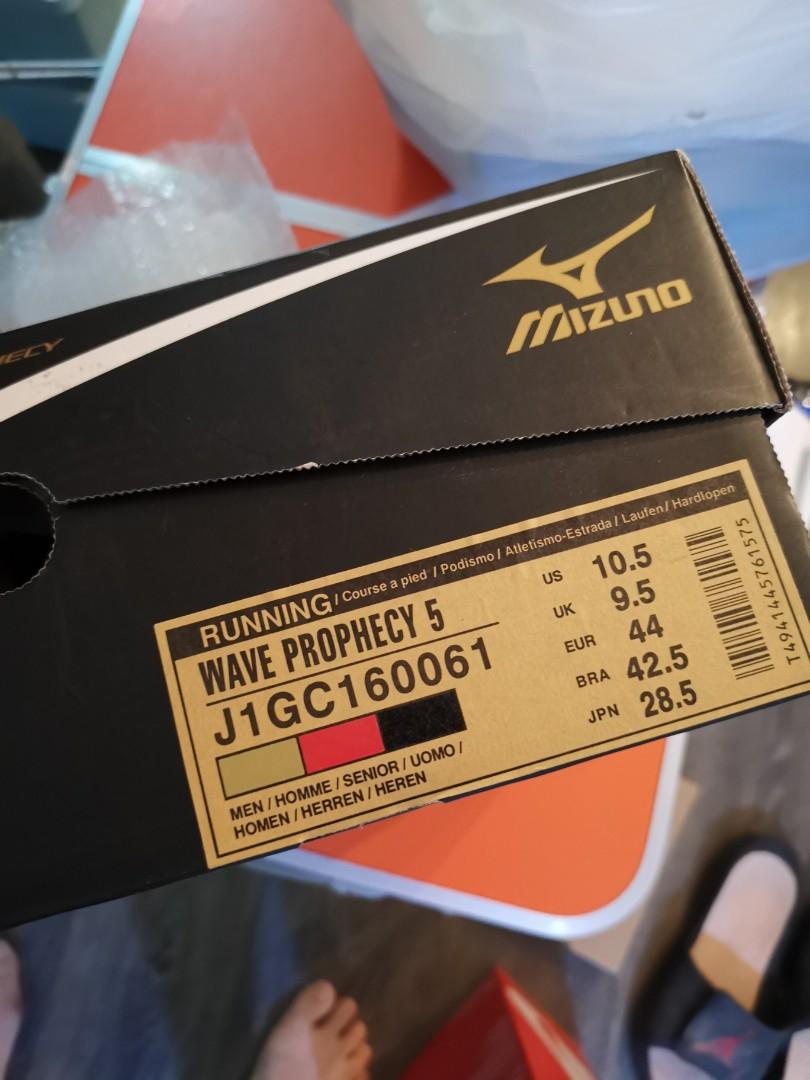 HECY
MIZUNO
RUNNING / Course a pied / Podismo / Atletismo-Estrada / Laufen / Hardlopen
WAVE PROPHECY 5
J1GC160061
MEN / HOMME / SENIOR / UOMO /
HOMEN / HERREN / HEREN
US 10.5
UK 9.5
EUR 44
BRA 42.5
JPN 28.5
T4941445761575